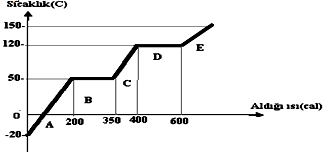 Sıcaklık(C)
150-
120-
E
D
50-
C
B
Aldığı ısı(cal)
0
A
200 350 400 600
-20-